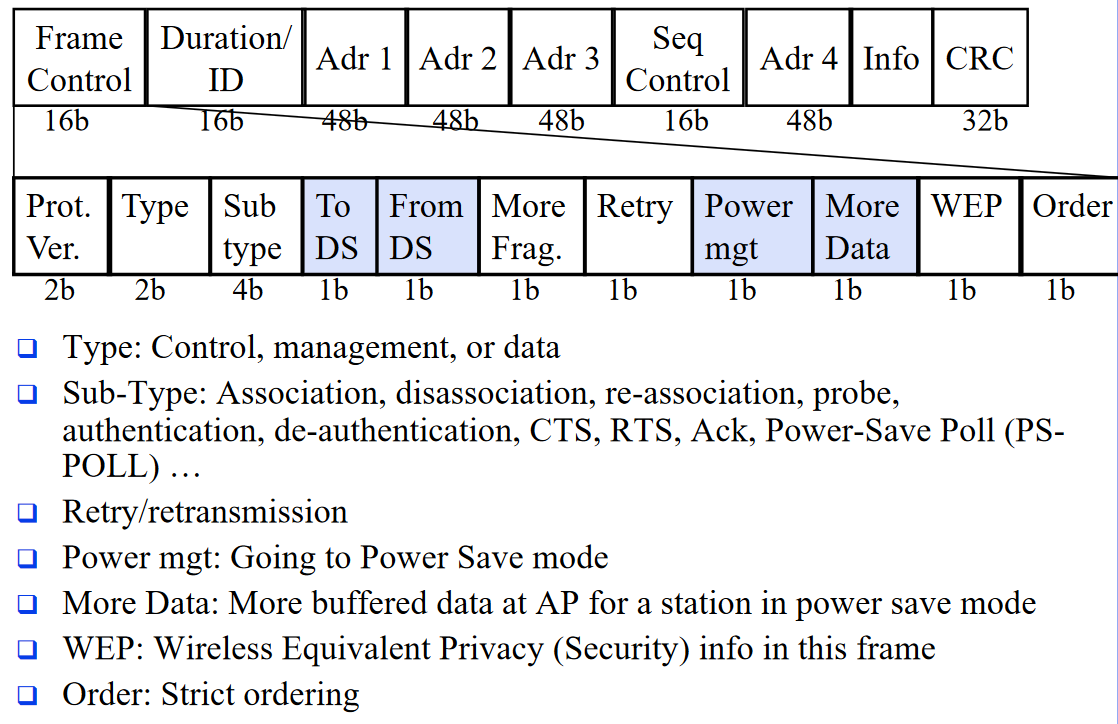 Frame Control Duration/ ID Adr 1 Adr 2 Adr 3 Seq Control Adr 4 Info CRC
16b 16b 48b 48b 48b 16b 48b 32b
Prot. Ver. Type Sub type To DS From DS More Frag. Retry Power mgt More Data WEP Order
2b 2b 4b 1b 1b 1b 1b 1b 1b 1b 1b
❑ Type: Control, management, or data
❑ Sub-Type: Association, disassociation, re-association, probe,
authentication, de-authentication, CTS, RTS, Ack, Power-Save Poll (PS-
POLL) …
❑ Retry/retransmission
❑ Power mgt: Going to Power Save mode
❑ More Data: More buffered data at AP for a station in power save mode
❑ WEP: Wireless Equivalent Privacy (Security) info in this frame
❑ Order: Strict ordering